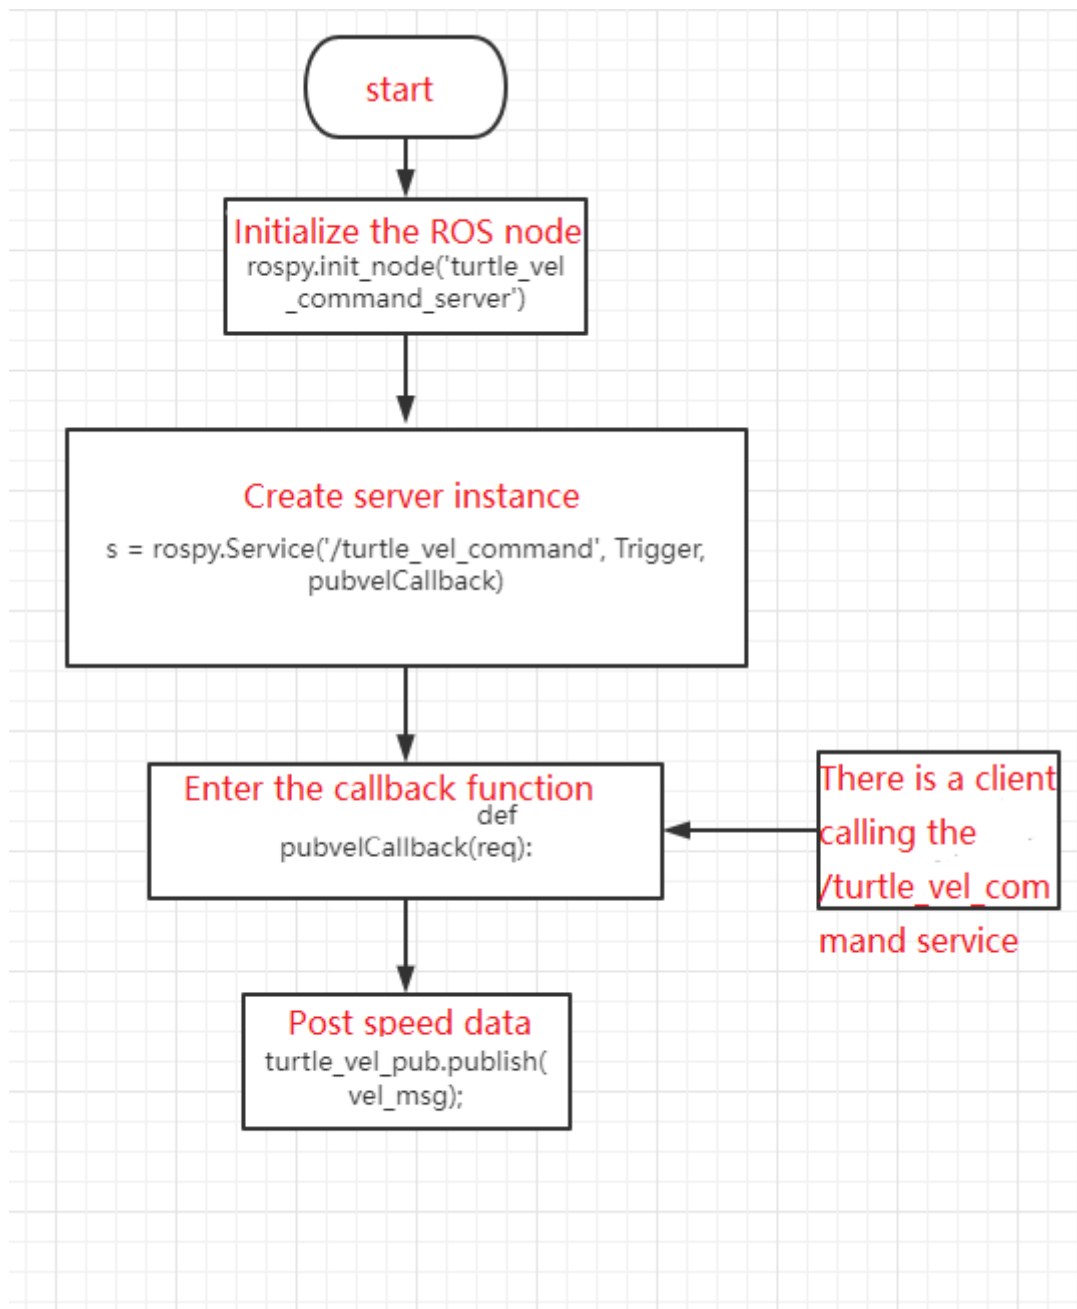 start
Initialize the ROS node
rospy.init_node('turtle_vel
_command_server')
Create server instance
s = rospy.Service('/turtle_vel_command', Trigger,
pubvelCallback)
Enter the callback function
def
pubvelCallback(req):
There is a client
calling the
/turtle_vel_com
mand service
Post speed data
turtle_vel_pub.publish(
vel_msg);